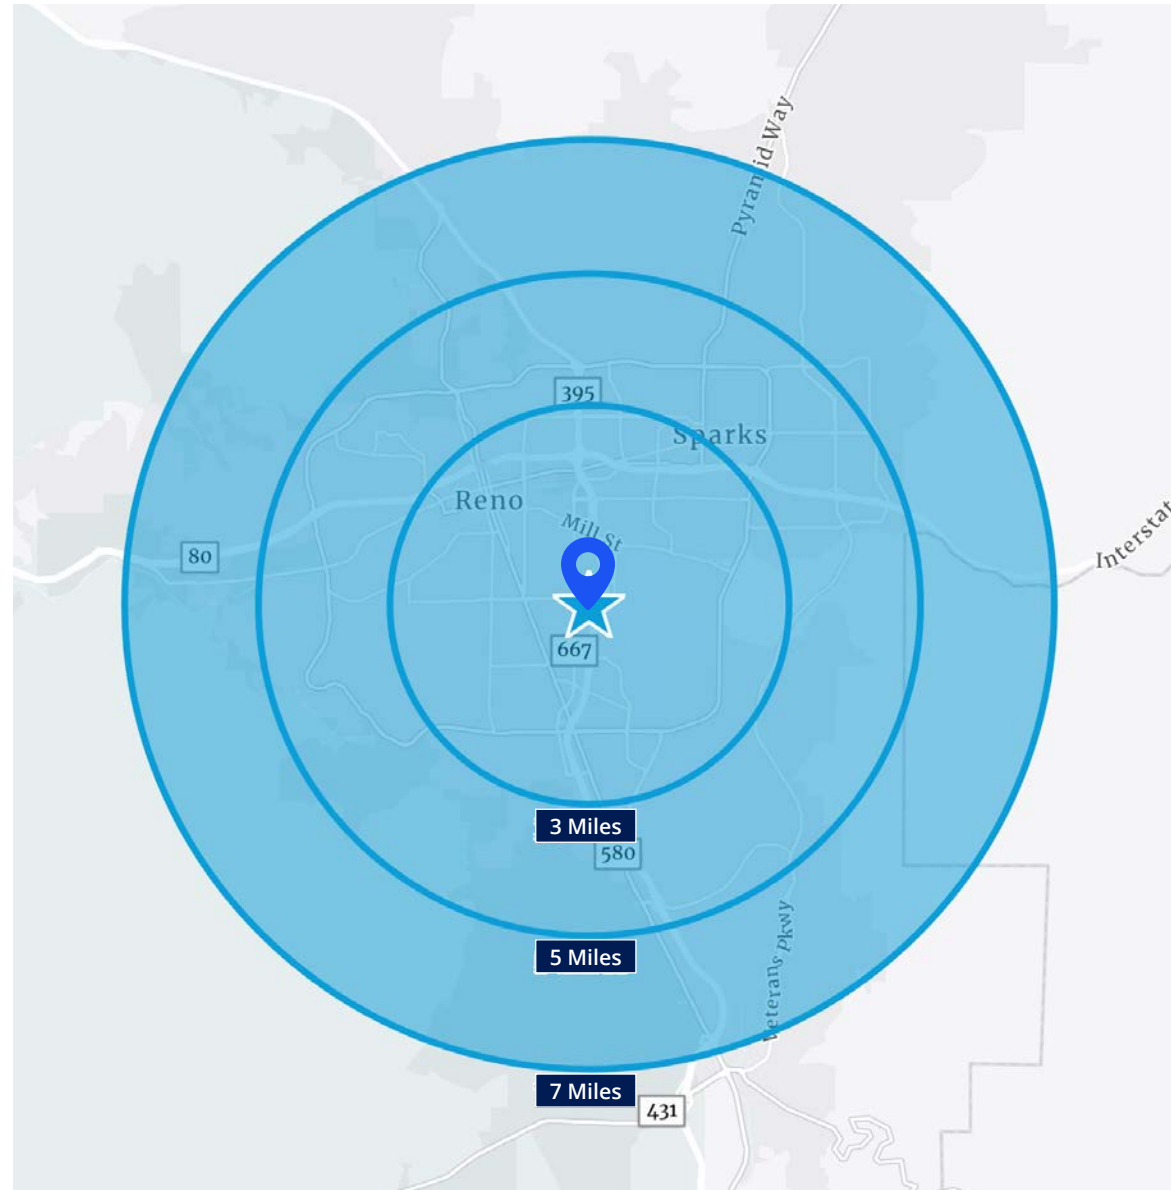 Pyramid Way
395
Sparks
Reno
Mill St
80
Interstat
667
3 Miles
580
Veterans Pkwy
5 Miles
7 Miles
431